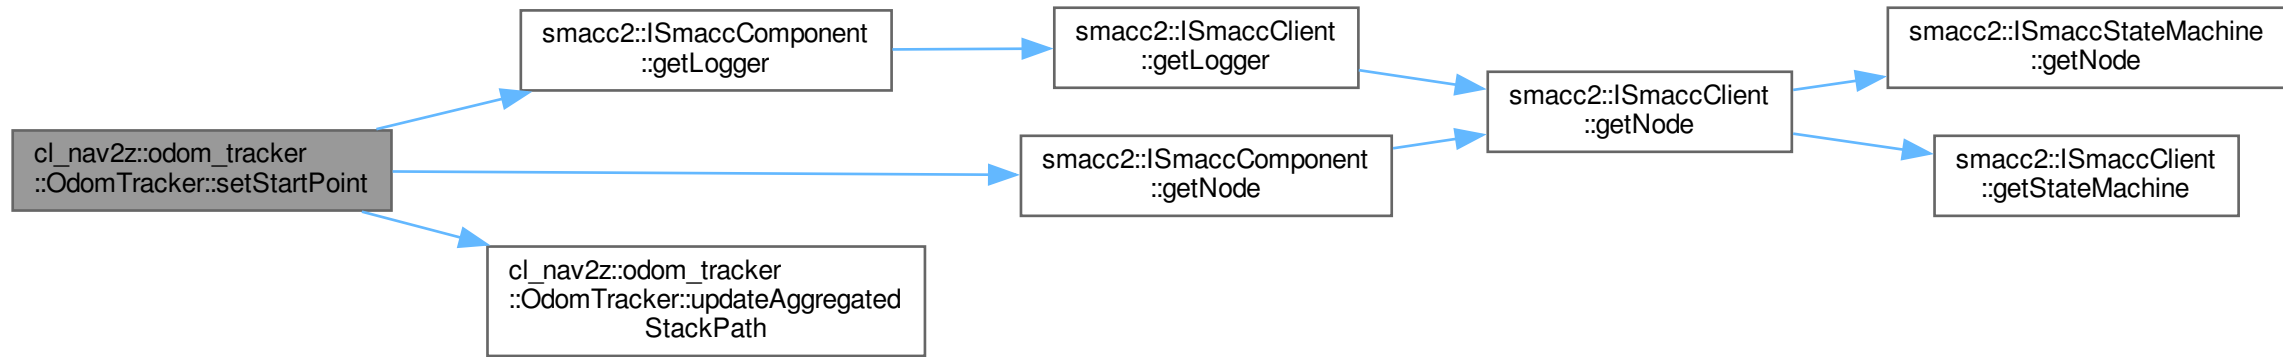 cl_nav2z::odom_tracker
::OdomTracker::setStartPoint
smacc2::ISmaccComponent
::getLogger
smacc2::ISmaccClient
::getLogger
smacc2::ISmaccComponent
::getNode
smacc2::ISmaccClient
::getNode
smacc2::ISmaccStateMachine
::getNode
smacc2::ISmaccClient
::getStateMachine
cl_nav2z::odom_tracker
::OdomTracker::updateAggregated
StackPath